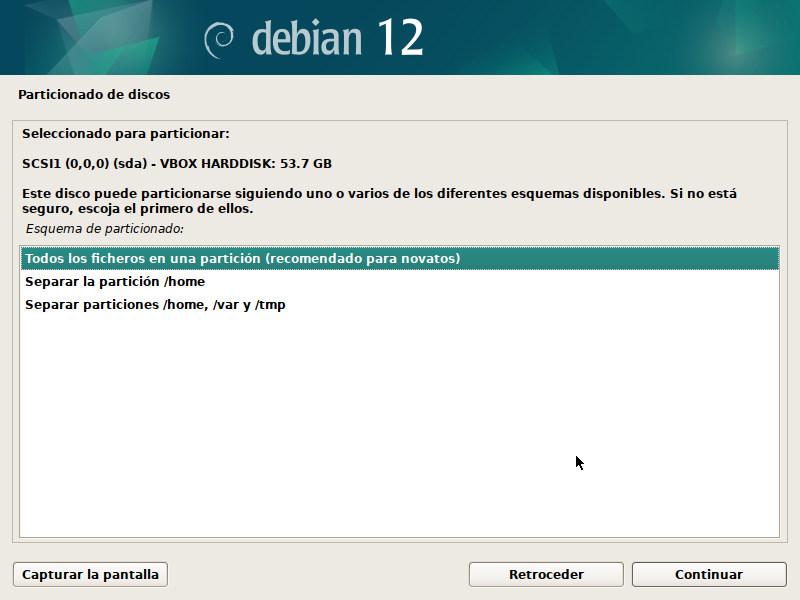 debian 12
Particionado de discos
Seleccionado para particionar:
SCSI1 (0,0,0) (sda) - VBOX HARDDISK: 53.7 GB
Este disco puede particionarse siguiendo uno o varios de los diferentes esquemas disponibles. Si no está
seguro, escoja el primero de ellos.
Esquema de particionado:
Todos los ficheros en una partición (recomendado para novatos)
Separar la partición /home
Separar particiones /home, /var y /tmp
Capturar la pantalla
Retroceder
Continuar